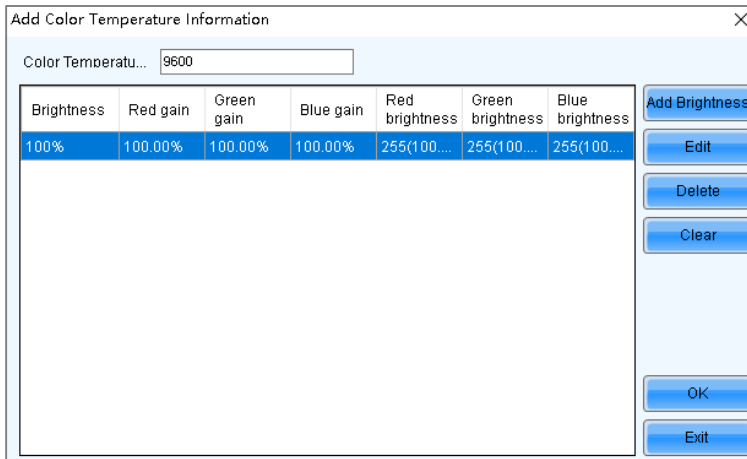 Add Color Temperature Information
Color Temperatu... 9600
Brightness Red gain Green gain Blue gain Red brightness Green brightness Blue brightness
100% 100.00% 100.00% 100.00% 255(100.... 255(100.... 255(100....
Add Brightness
Edit
Delete
Clear
OK
Exit